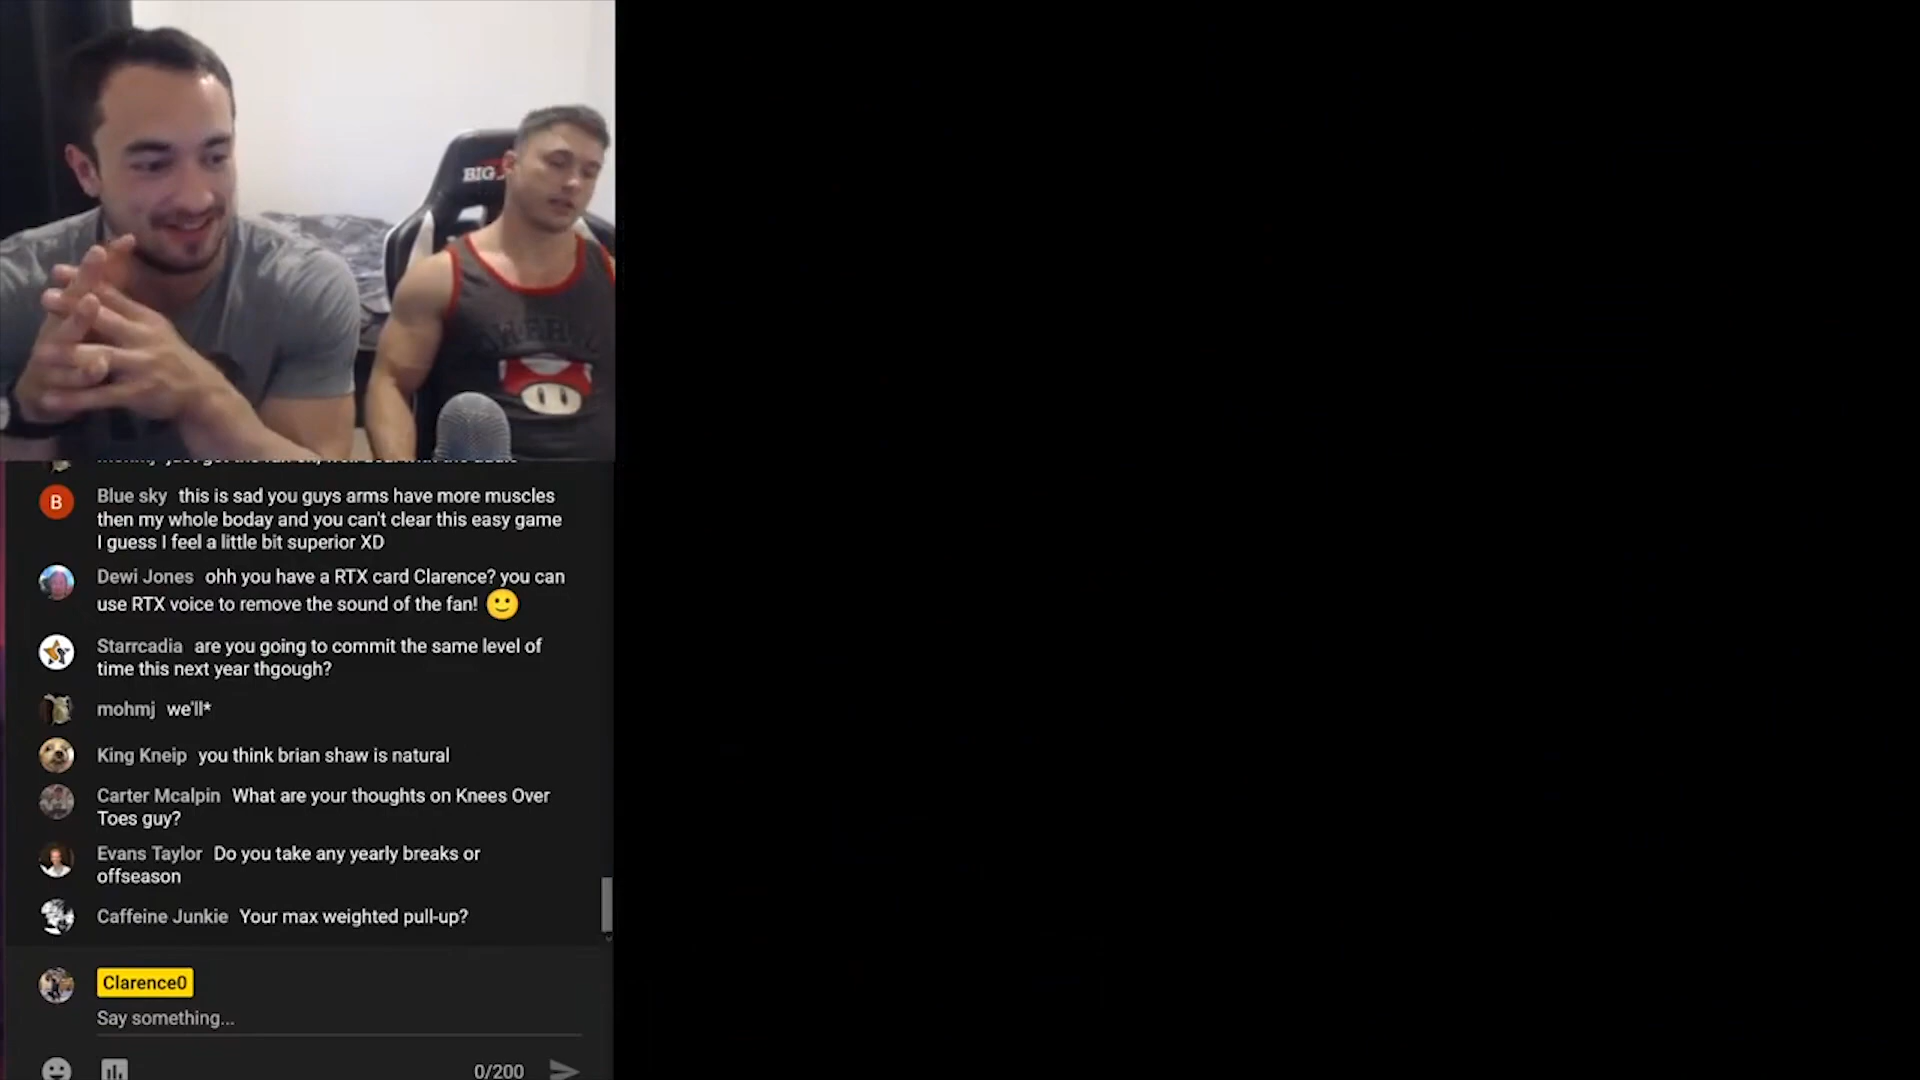 BIG
Blue sky this is sad you guys arms have more muscles
then my whole boday and you can't clear this easy game
I guess I feel a little bit superior XD
Dewi Jones ohh you have a RTX card Clarence? you can
use RTX voice to remove the sound of the fan!
Starrcadia are you going to commit the same level of
time this next year thgough?
mohmj we'll*
King Kneip you think brian shaw is natural
Carter Mcalpin What are your thoughts on Knees Over
Toes guy?
Evans Taylor Do you take any yearly breaks or
offseason
Caffeine Junkie Your max weighted pull-up?
Clarence0
Say something...
0/200